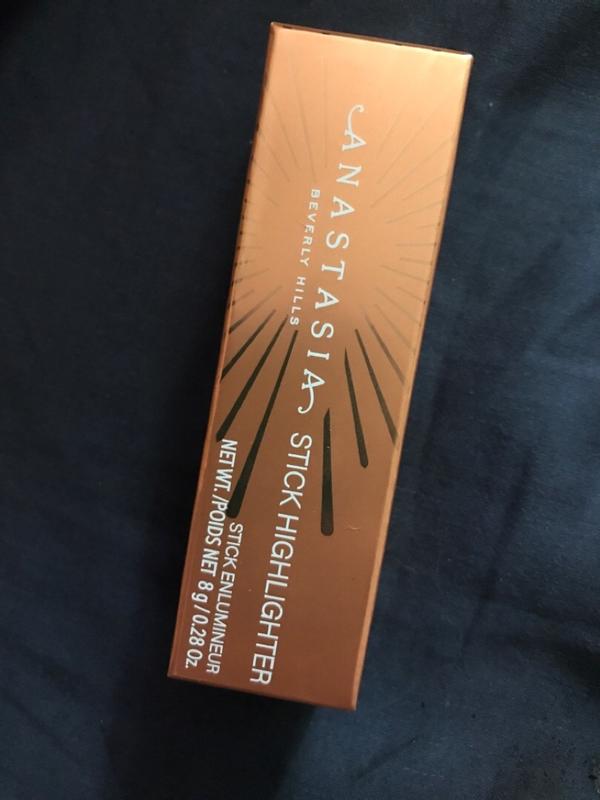 ANASTASIA
BEVERLY HILLS
STICK HIGHLIGHTER
STICK ENLUMINEUR
NET WT. /POIDS NET 8 g / 0.28 Oz.